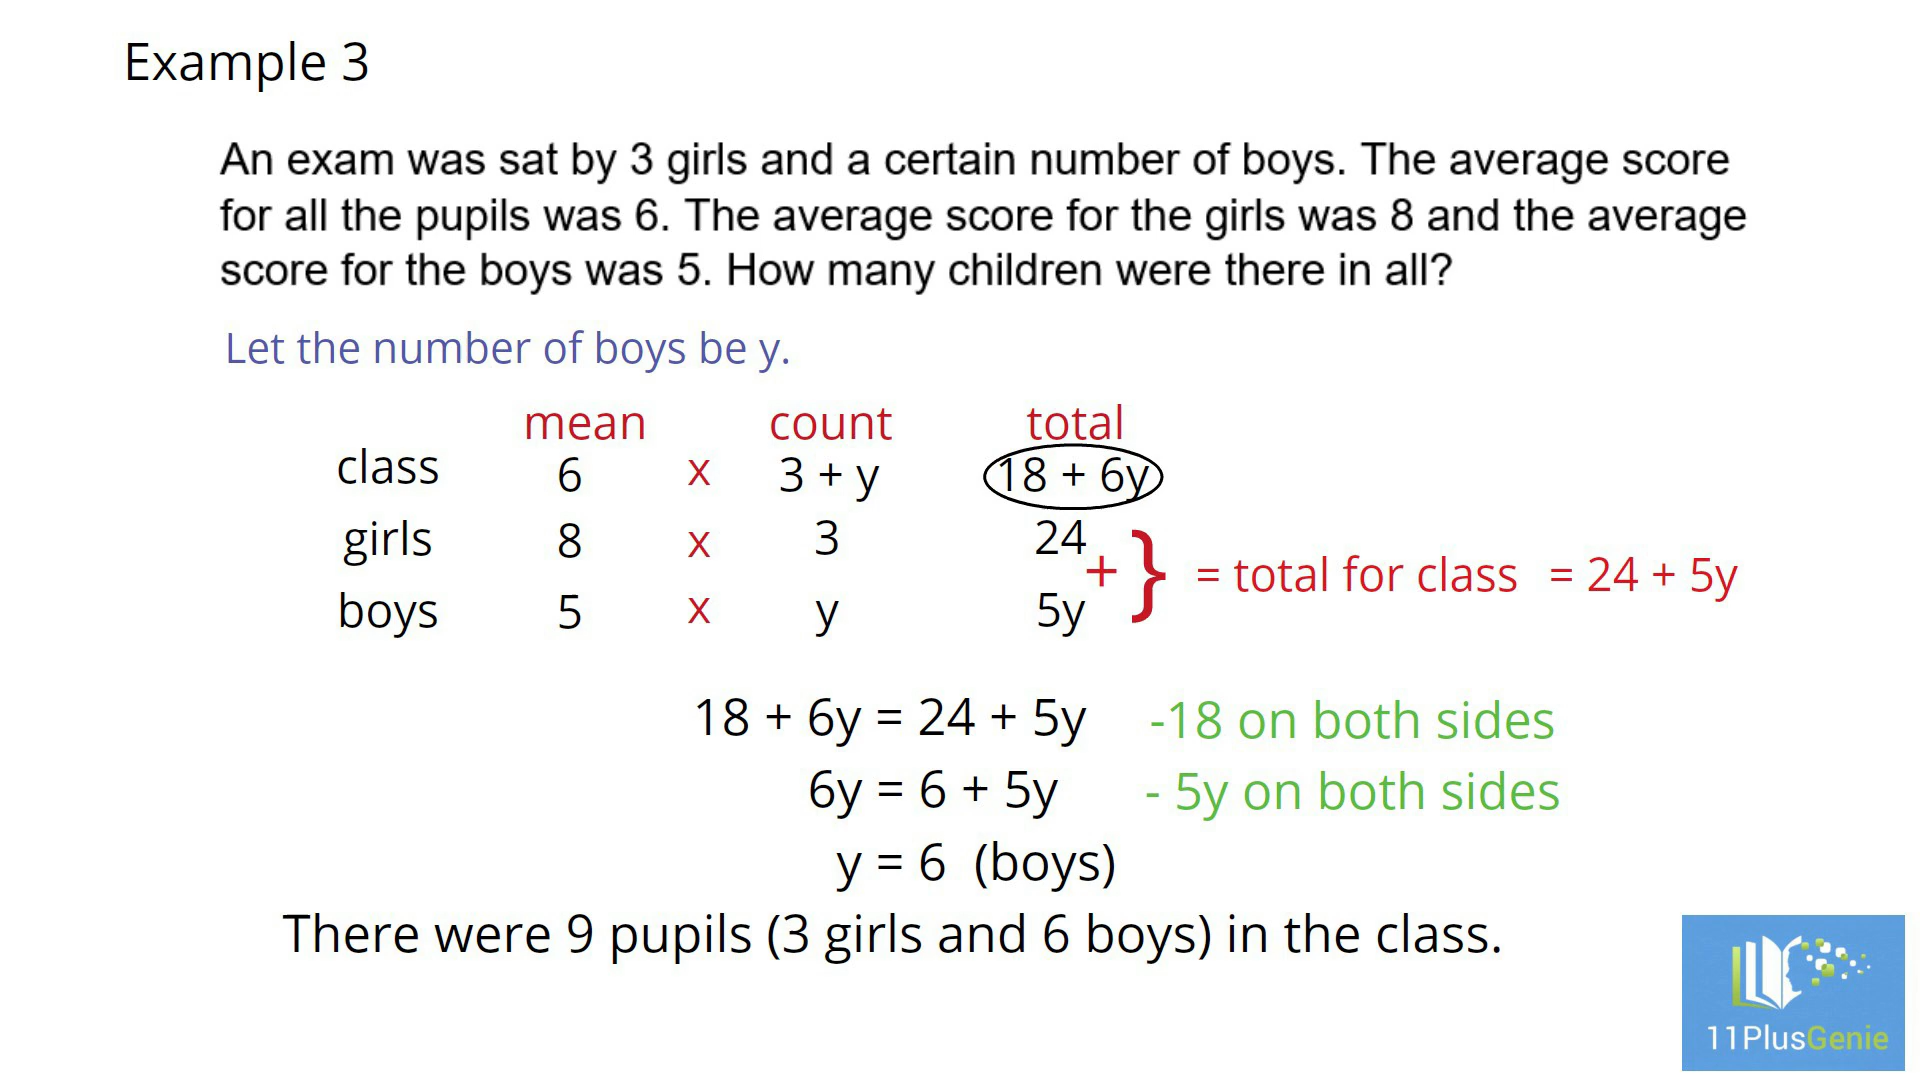 Example 3
An exam was sat by 3 girls and a certain number of boys. The average score
for all the pupils was 6. The average score for the girls was 8 and the average
score for the boys was 5. How many children were there in all?
Let the number of boys be y.
mean count total
class 6 x 3 + y 18 + 6y
girls 8 x 3 24
+ } = total for class = 24 + 5y
boys 5 x y 5y
18 + 6y = 24 + 5y -18 on both sides
6y = 6 + 5y - 5y on both sides
y = 6 (boys)
There were 9 pupils (3 girls and 6 boys) in the class.
11PlusGenie